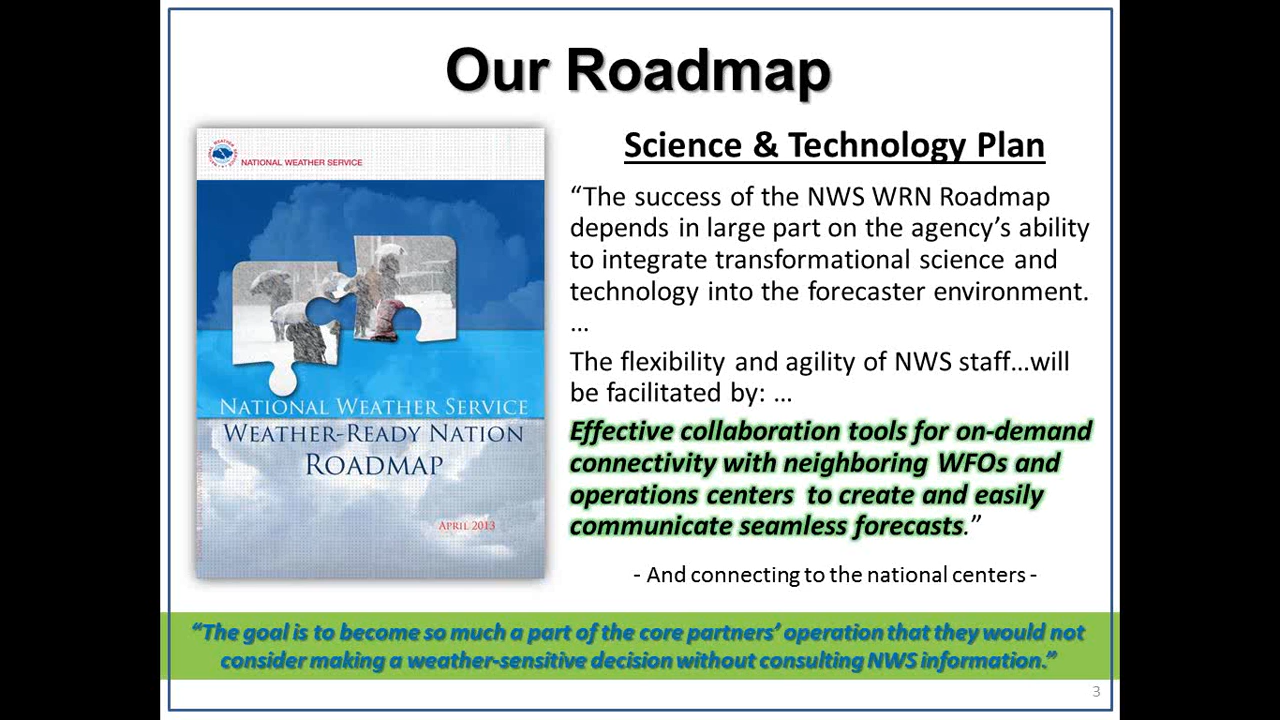 Our Roadmap
NATIONAL WEATHER SERVICE
NATIONAL WEATHER SERVICE
WEATHER-READY NATION
ROADMAP
APRIL 2013
Science & Technology Plan
“The success of the NWS WRN Roadmap
depends in large part on the agency’s ability
to integrate transformational science and
technology into the forecaster environment.
…
The flexibility and agility of NWS staff…will
be facilitated by: …
Effective collaboration tools for on-demand
connectivity with neighboring WFOs and
operations centers to create and easily
communicate seamless forecasts.”
- And connecting to the national centers -
“The goal is to become so much a part of the core partners’ operation that they would not
consider making a weather-sensitive decision without consulting NWS information.”
3